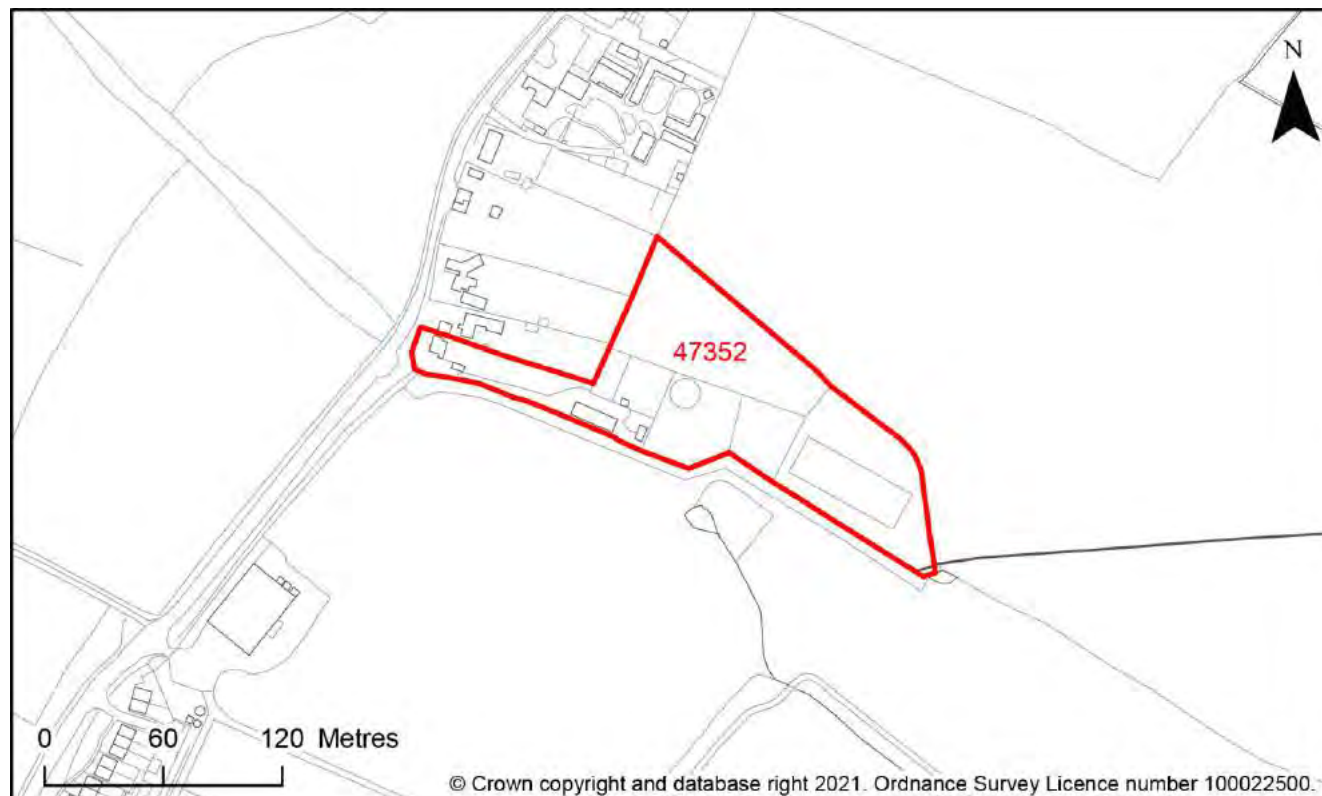 N
47352
0 60 120 Metres
© Crown copyright and database right 2021. Ordnance Survey Licence number 100022500.